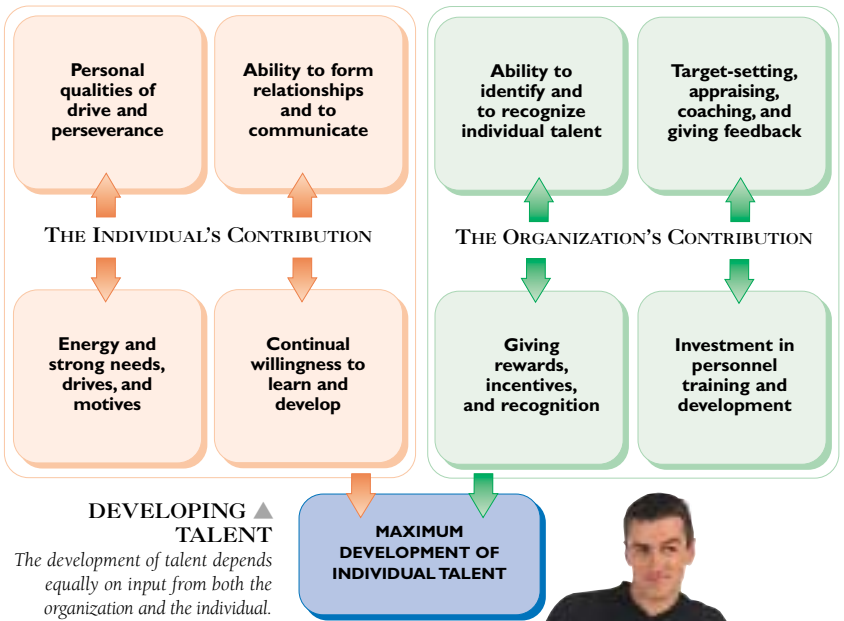 Personal
qualities of
drive and
perseverance
Ability to form
relationships
and to
communicate
THE INDIVIDUAL'S CONTRIBUTION
Energy and
strong needs,
drives, and
motives
Continual
willingness to
learn and
develop
Ability to
identify and
to recognize
individual talent
Target-setting,
appraising,
coaching, and
giving feedback
THE ORGANIZATION'S CONTRIBUTION
Giving
rewards,
incentives,
and recognition
Investment in
personnel
training and
development
DEVELOPING
TALENT
The development of talent depends
equally on input from both the
organization and the individual.
MAXIMUM
DEVELOPMENT OF
INDIVIDUAL TALENT